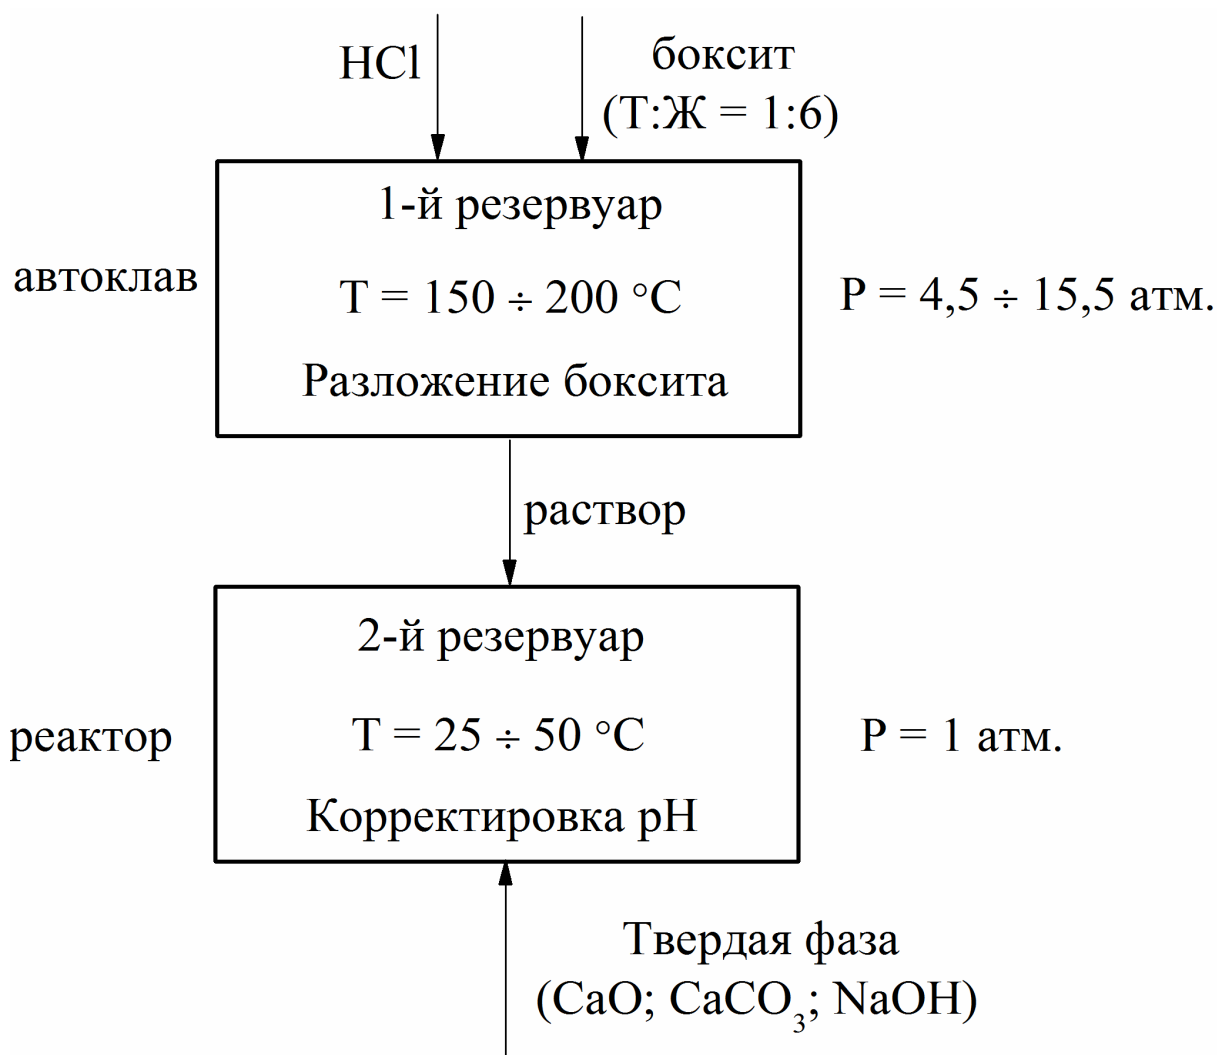 HCl
боксит
(Т:Ж = 1:6)
1-й резервуар
автоклав
T = 150 ÷ 200 °C
P = 4,5 ÷ 15,5 атм.
Разложение боксита
раствор
2-й резервуар
реактор
T = 25 ÷ 50 °C
P = 1 атм.
Корректировка pH
Твердая фаза
(CaO; CaCO₃; NaOH)